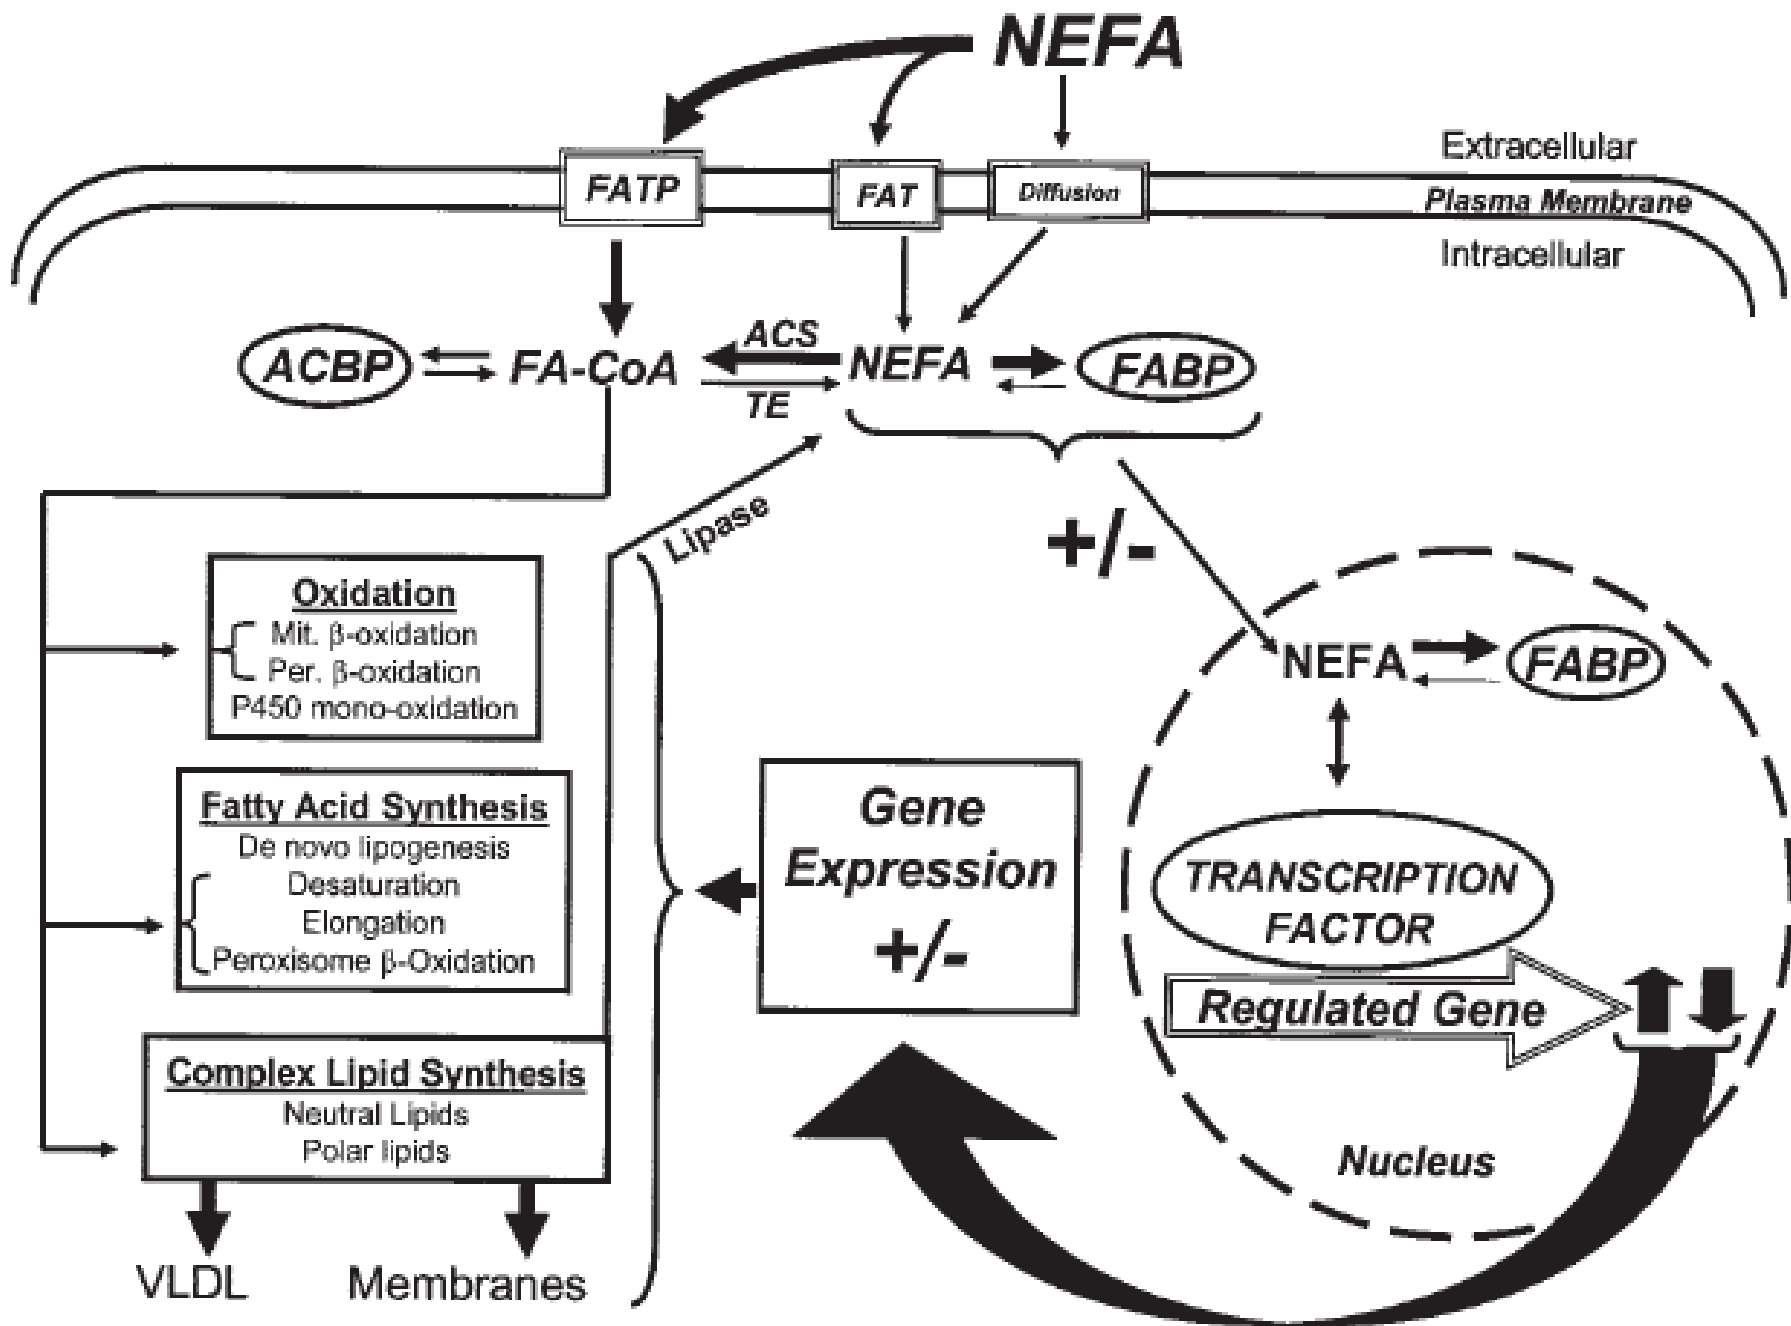 NEFA
Extracellular
FATP
FAT
Diffusion
Plasma Membrane
Intracellular
ACS
ACBP
FA-CoA
NEFA
FABP
TE
Lipase
+/-
Oxidation
Mit. β-oxidation
Per. β-oxidation
P450 mono-oxidation
NEFA
FABP
Fatty Acid Synthesis
De novo lipogenesis
Desaturation
Elongation
Peroxisome β-Oxidation
Gene
Expression
+/-
TRANSCRIPTION
FACTOR
Regulated Gene
Complex Lipid Synthesis
Neutral Lipids
Polar lipids
Nucleus
VLDL
Membranes